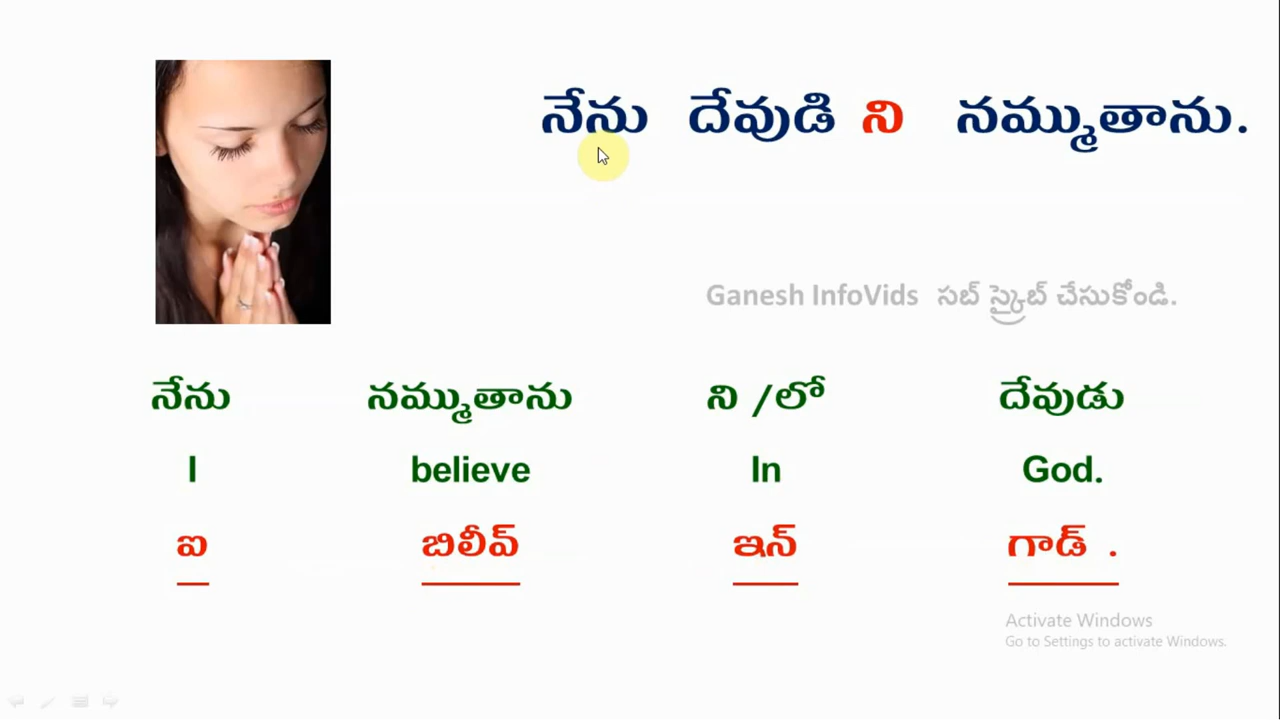 నేను దేవుడి ని నమ్ముతాను.
Ganesh InfoVids సబ్ స్క్రైబ్ చేసుకోండి.
నేను నమ్ముతాను ని /లో దేవుడు
I believe In God.
ఐ బిలీవ్ ఇన్ గాడ్ .
Activate Windows
Go to Settings to activate Windows.